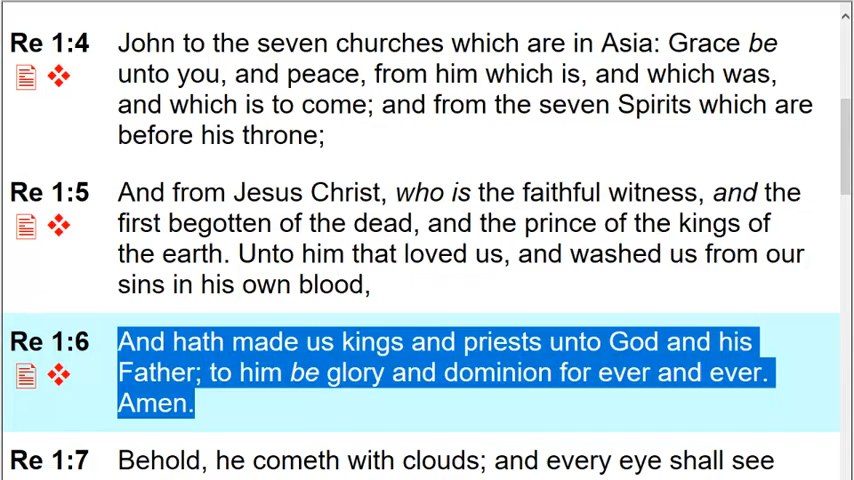 Re 1:4 John to the seven churches which are in Asia: Grace be
unto you, and peace, from him which is, and which was,
and which is to come; and from the seven Spirits which are
before his throne;
Re 1:5 And from Jesus Christ, who is the faithful witness, and the
first begotten of the dead, and the prince of the kings of
the earth. Unto him that loved us, and washed us from our
sins in his own blood,
Re 1:6 And hath made us kings and priests unto God and his
Father; to him be glory and dominion for ever and ever.
Amen.
Re 1:7 Behold, he cometh with clouds; and every eye shall see